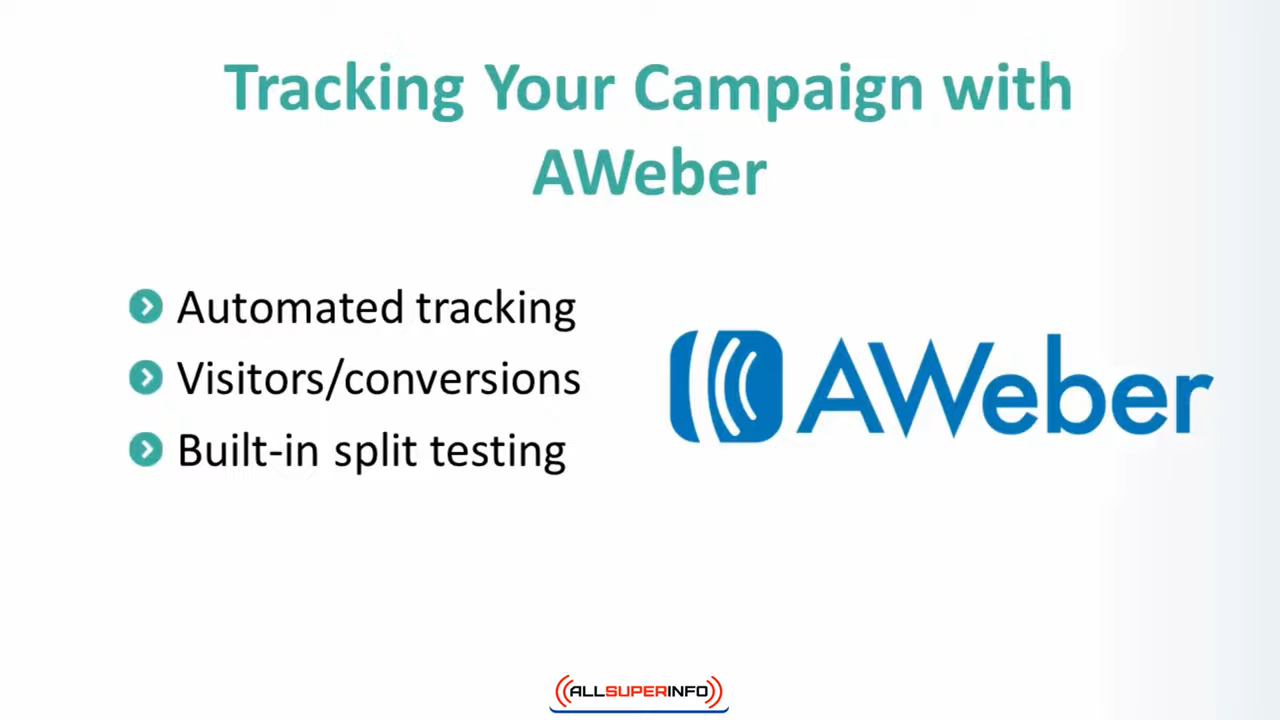 Tracking Your Campaign with
AWeber
Automated tracking
Visitors/conversions
Built-in split testing
AWeber
ALLSUPERINFO